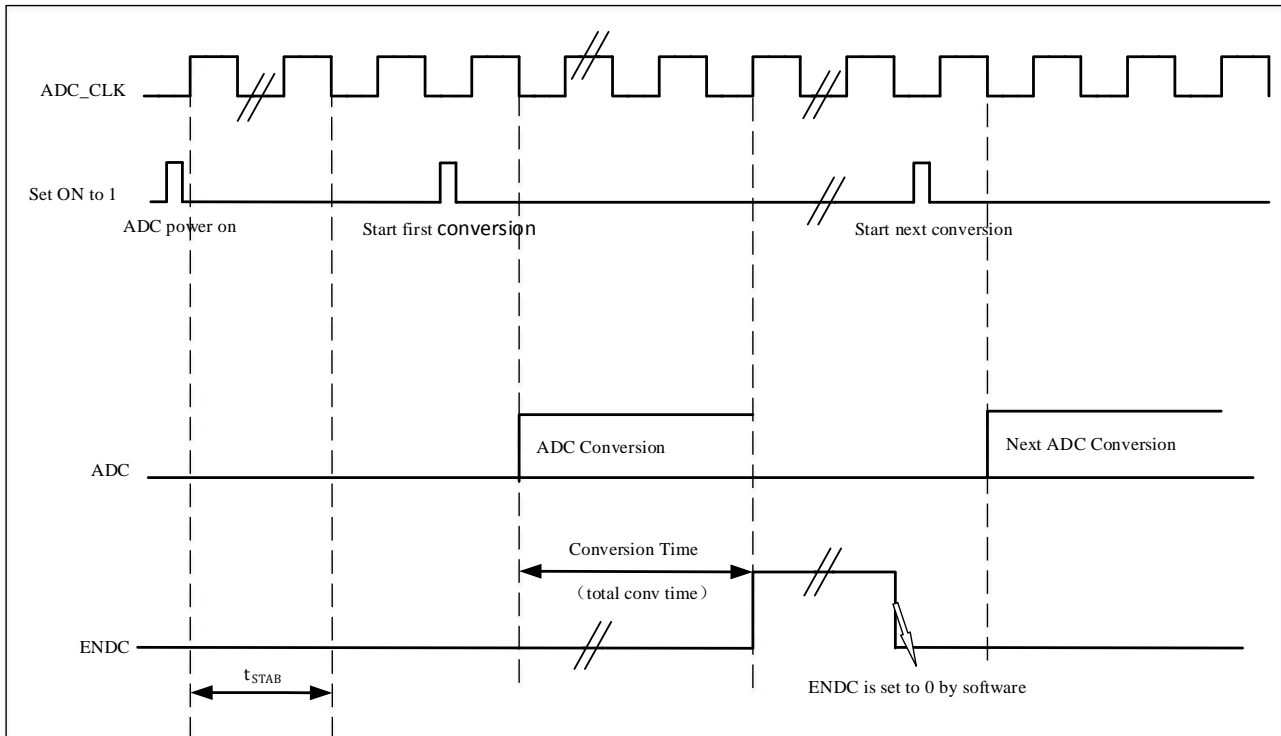 ADC_CLK
Set ON to 1
ADC power on
Start first conversion
Start next conversion
ADC
ADC Conversion
Next ADC Conversion
Conversion Time
（total conv time）
ENDC
tSTAB
ENDC is set to 0 by software